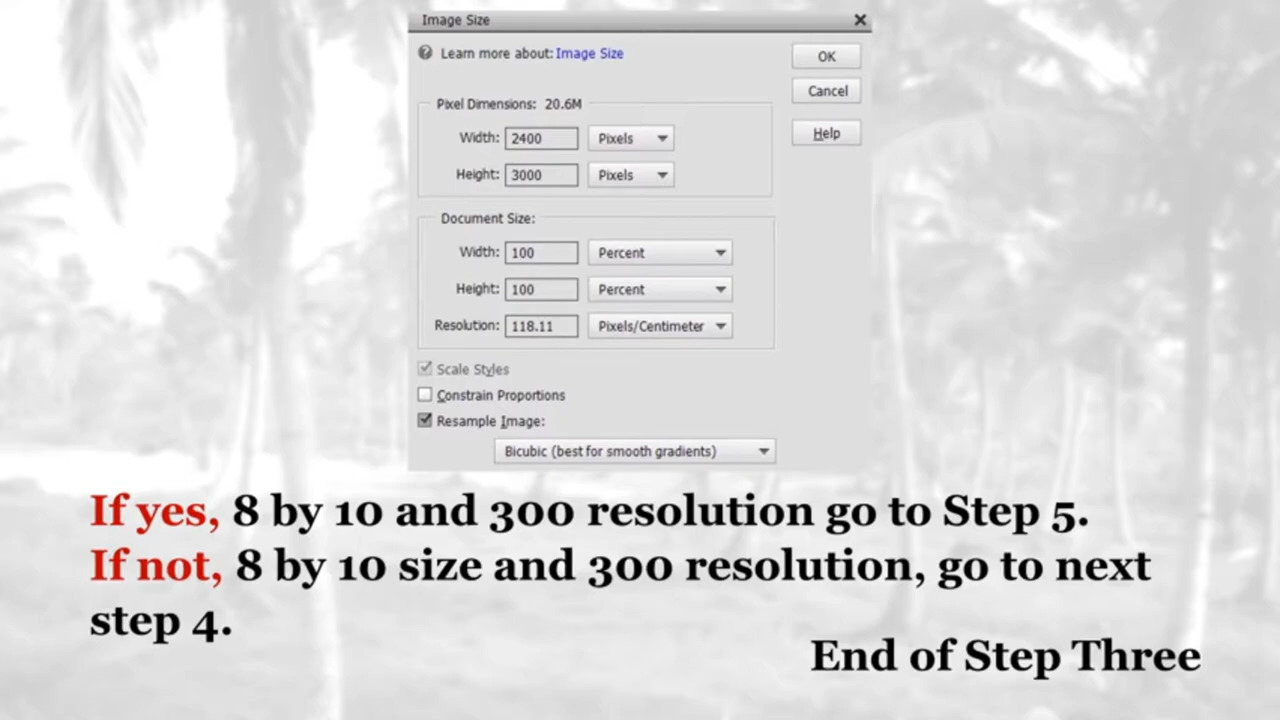 Image Size
Learn more about: Image Size
OK
Cancel
Help
Pixel Dimensions: 20.6M
Width: 2400 Pixels
Height: 3000 Pixels
Document Size:
Width: 100 Percent
Height: 100 Percent
Resolution: 118.11 Pixels/Centimeter
Scale Styles
Constrain Proportions
Resample Image:
Bicubic (best for smooth gradients)
If yes, 8 by 10 and 300 resolution go to Step 5.
If not, 8 by 10 size and 300 resolution, go to next
step 4.
End of Step Three